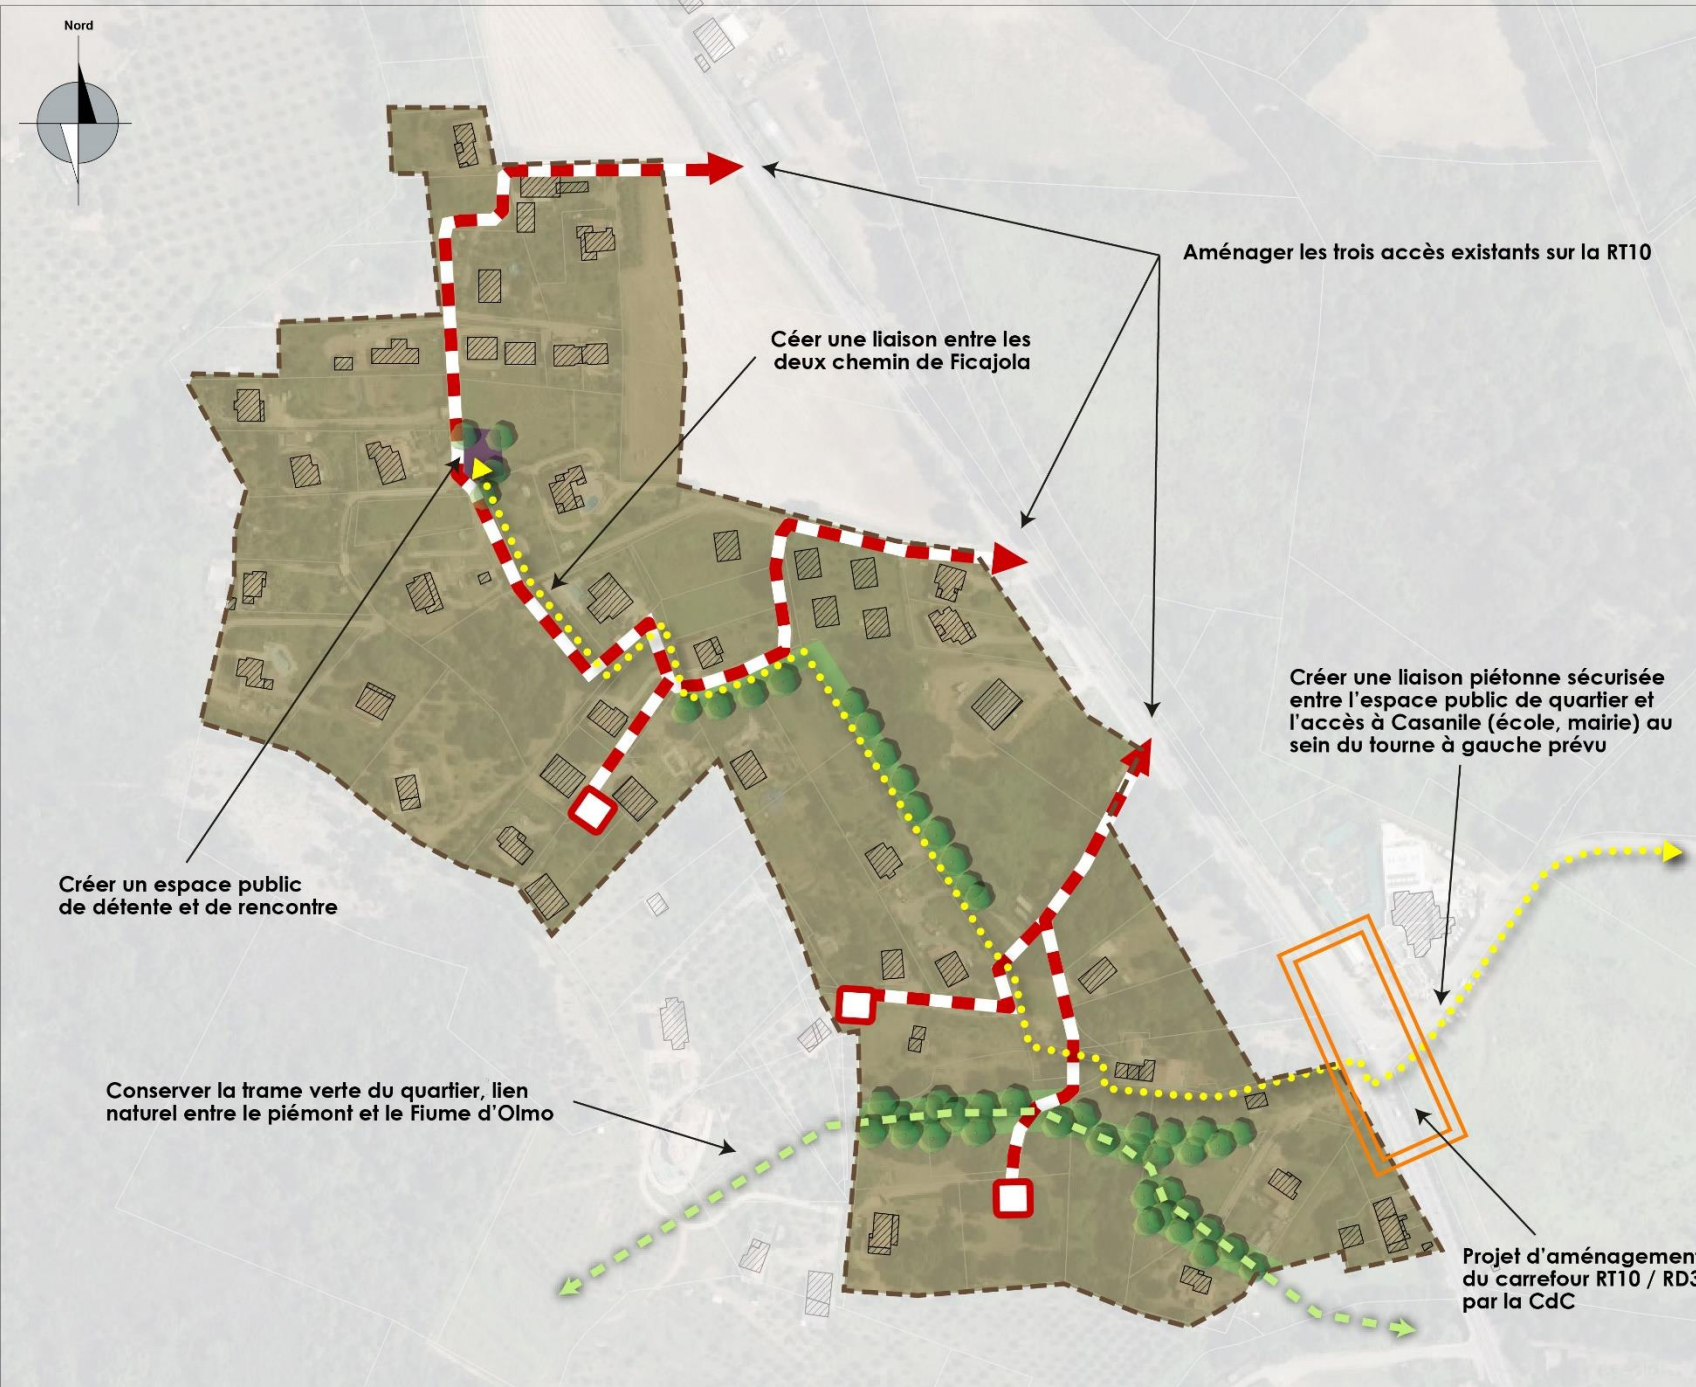 Nord
Aménager les trois accès existants sur la RT10
Céer une liaison entre les
deux chemin de Ficajola
Créer une liaison piétonne sécurisée
entre l'espace public de quartier et
l'accès à Casanile (école, mairie) au
sein du tourne à gauche prévu
Créer un espace public
de détente et de rencontre
Conserver la trame verte du quartier, lien
naturel entre le piémont et le Fiume d'Olmo
Projet d'aménagement
du carrefour RT10 / RD3
par la CdC